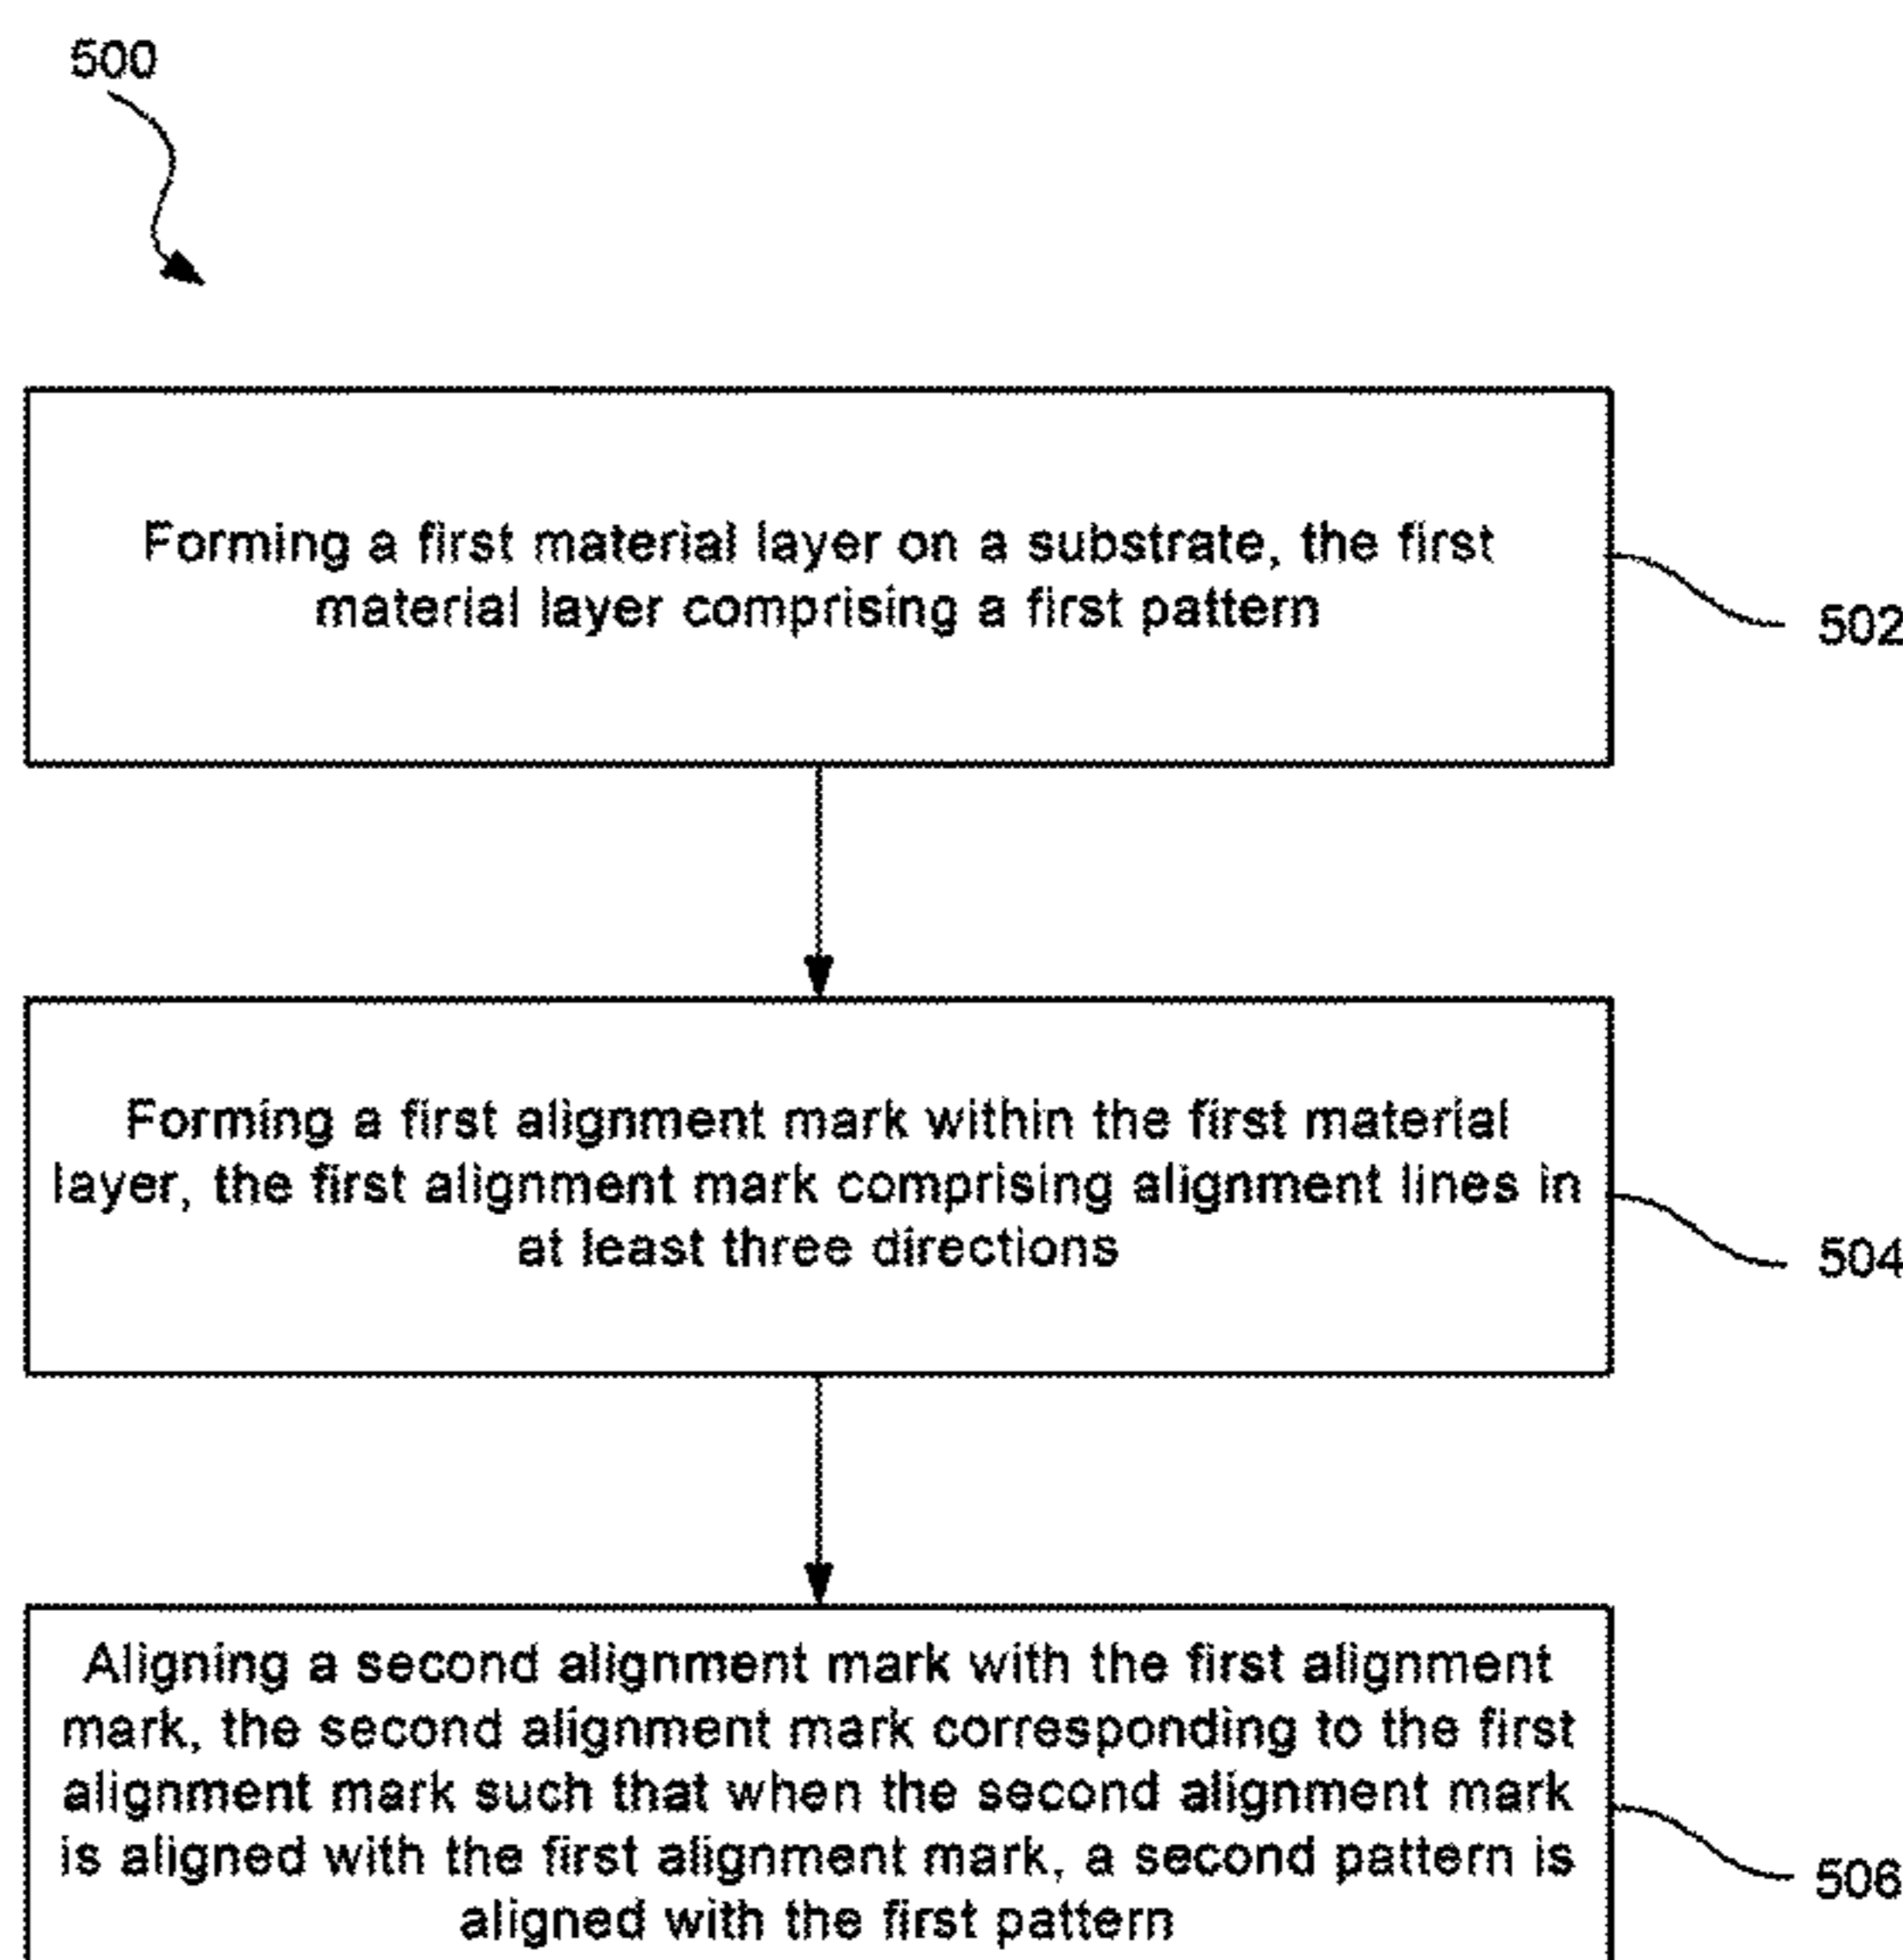 500
Forming a first material layer on a substrate, the first
material layer comprising a first pattern
502
Forming a first alignment mark within the first material
layer, the first alignment mark comprising alignment lines in
at least three directions
504
Aligning a second alignment mark with the first alignment
mark, the second alignment mark corresponding to the first
alignment mark such that when the second alignment mark
is aligned with the first alignment mark, a second pattern is
aligned with the first pattern
506